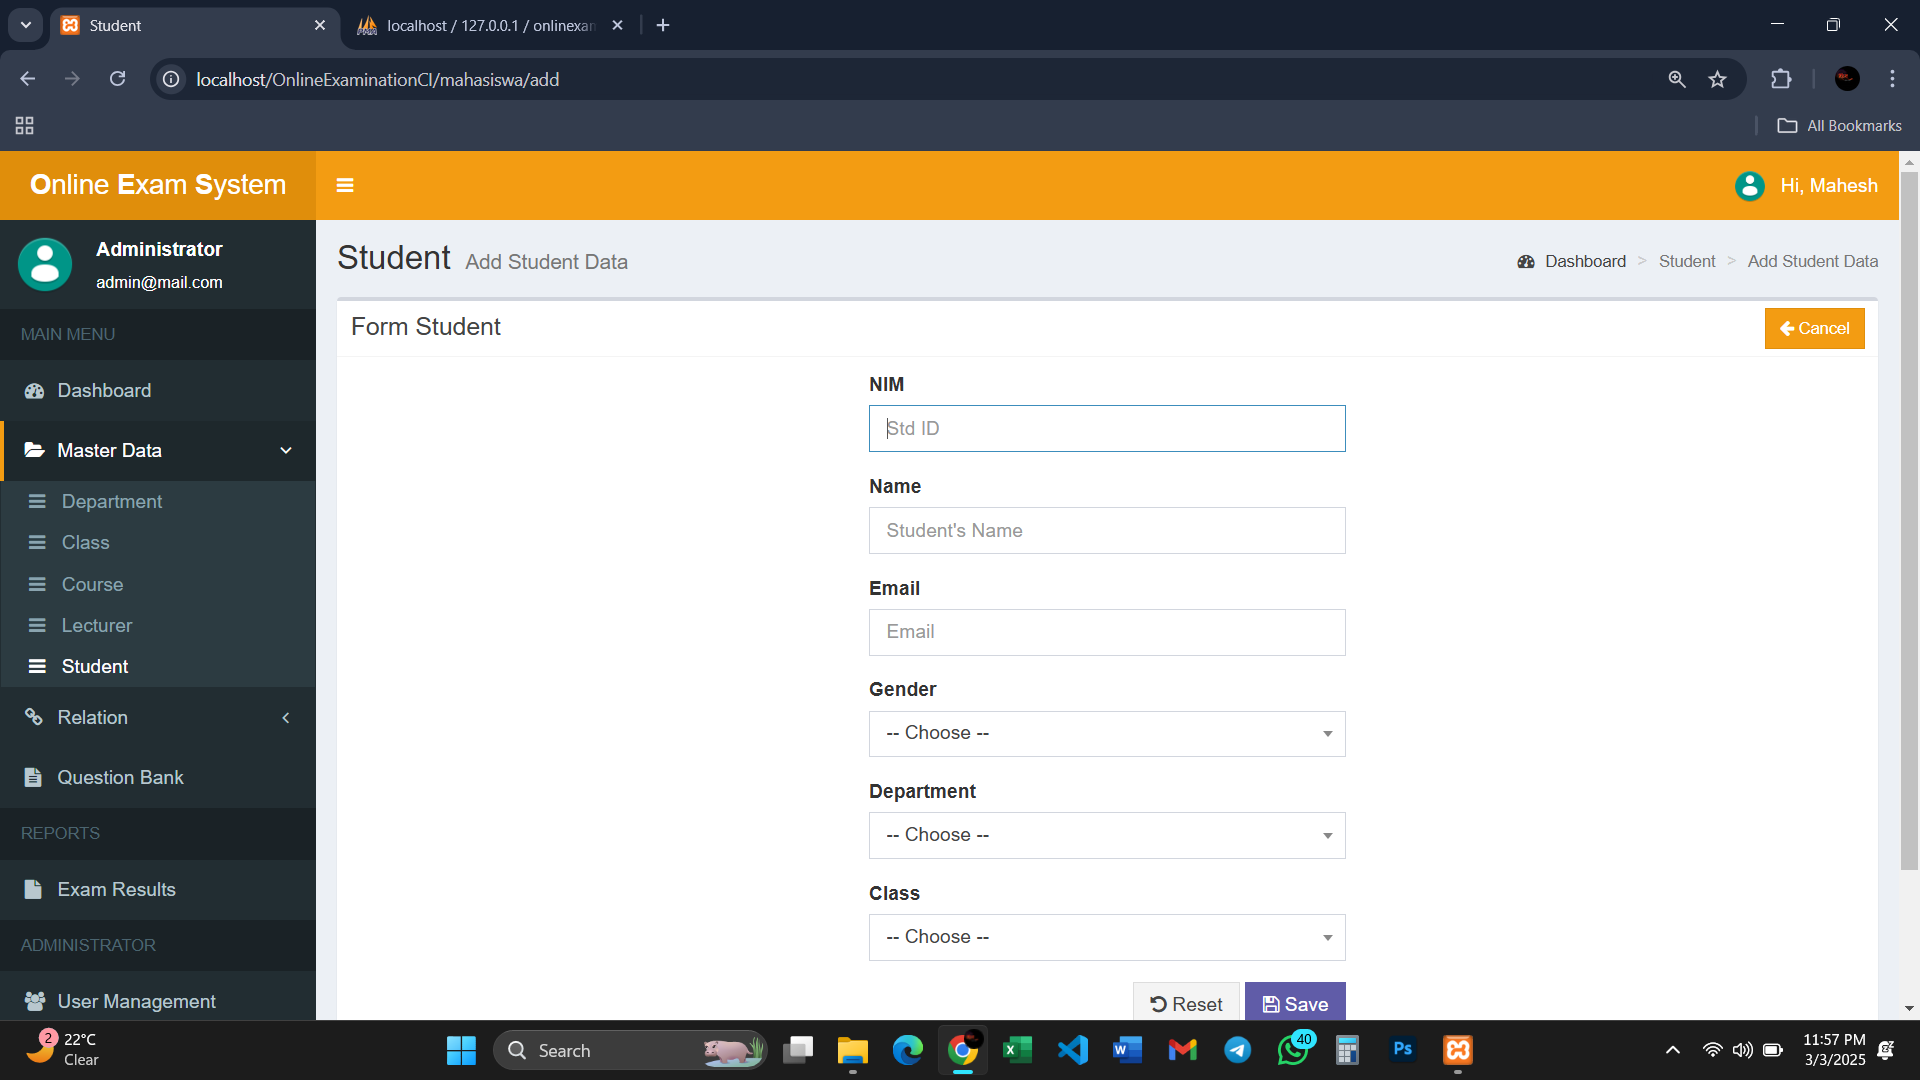 Student
localhost / 127.0.0.1 / onlinexan
localhost/OnlineExaminationCI/mahasiswa/add
All Bookmarks
Online Exam System
Hi, Mahesh
Administrator
admin@mail.com
Student Add Student Data
Dashboard > Student > Add Student Data
MAIN MENU
Form Student
Cancel
Dashboard
Master Data
Department
Class
Course
Lecturer
Student
Relation
Question Bank
REPORTS
Exam Results
ADMINISTRATOR
User Management
NIM
Std ID
Name
Student's Name
Email
Email
Gender
-- Choose --
Department
-- Choose --
Class
-- Choose --
Reset
Save
2
22°C
Clear
Search
40
Ps
11:57 PM
3/3/2025